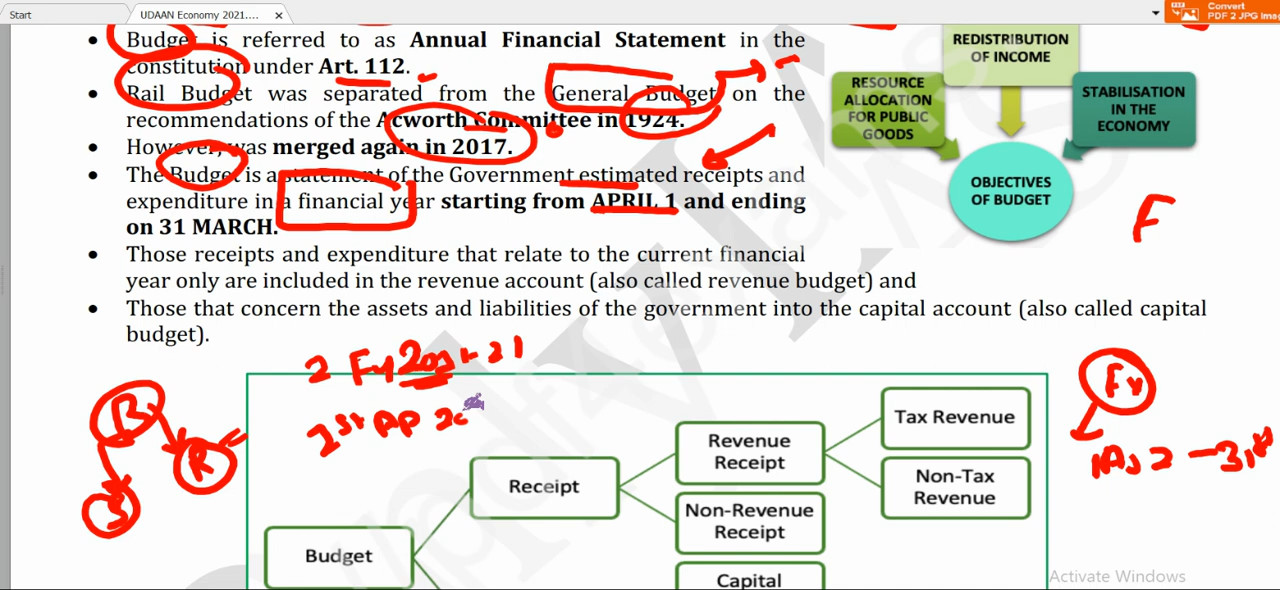 Start
UDAAN Economy 2021.... ×
Convert
PDF 2 JPG Imag
• Budget is referred to as Annual Financial Statement in the
constitution under Art. 112.
• Rail Budget was separated from the General Budget on the
recommendations of the Acworth Committee in 1924.
• However, was merged again in 2017.
• The Budget is a statement of the Government estimated receipts and
expenditure in a financial year starting from APRIL 1 and ending
on 31 MARCH.
• Those receipts and expenditure that relate to the current financial
year only are included in the revenue account (also called revenue budget) and
• Those that concern the assets and liabilities of the government into the capital account (also called capital
budget).
REDISTRIBUTION
OF INCOME
RESOURCE
ALLOCATION
FOR PUBLIC
GOODS
STABILISATION
IN THE
ECONOMY
OBJECTIVES
OF BUDGET
F
Fy
B
R
Tax Revenue
Revenue
Receipt
Non-Tax
Revenue
Receipt
Non-Revenue
Receipt
Budget
Capital
Activate Windows